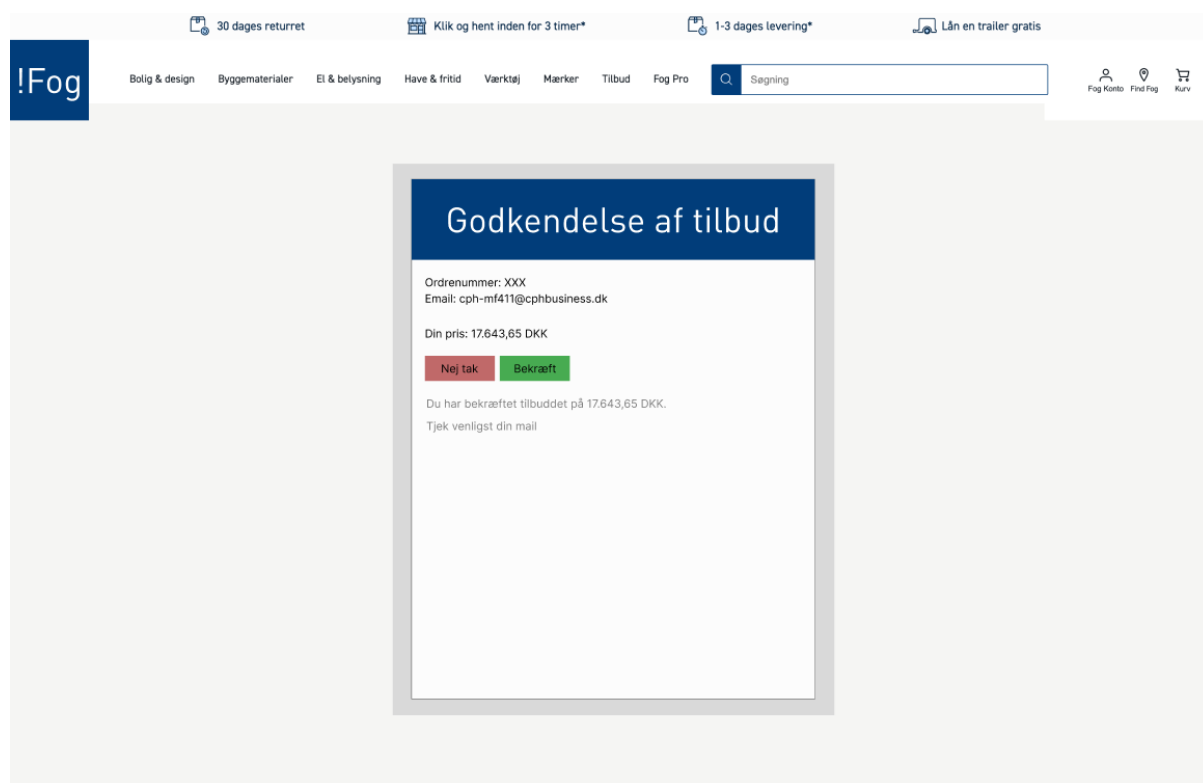 30 dages returret
Klik og hent inden for 3 timer*
1-3 dages levering*
Lån en trailer gratis
!Fog
Bolig & design
Byggematerialer
El & belysning
Have & fritid
Værktøj
Mærker
Tilbud
Fog Pro
Søgning
Fog Konto
Find Fog
Kurv
Godkendelse af tilbud
Ordrenummer: XXX
Email: cph-mf411@cphbusiness.dk
Din pris: 17.643,65 DKK
Nej tak
Bekræft
Du har bekræftet tilbuddet på 17.643,65 DKK.
Tjek venligst din mail